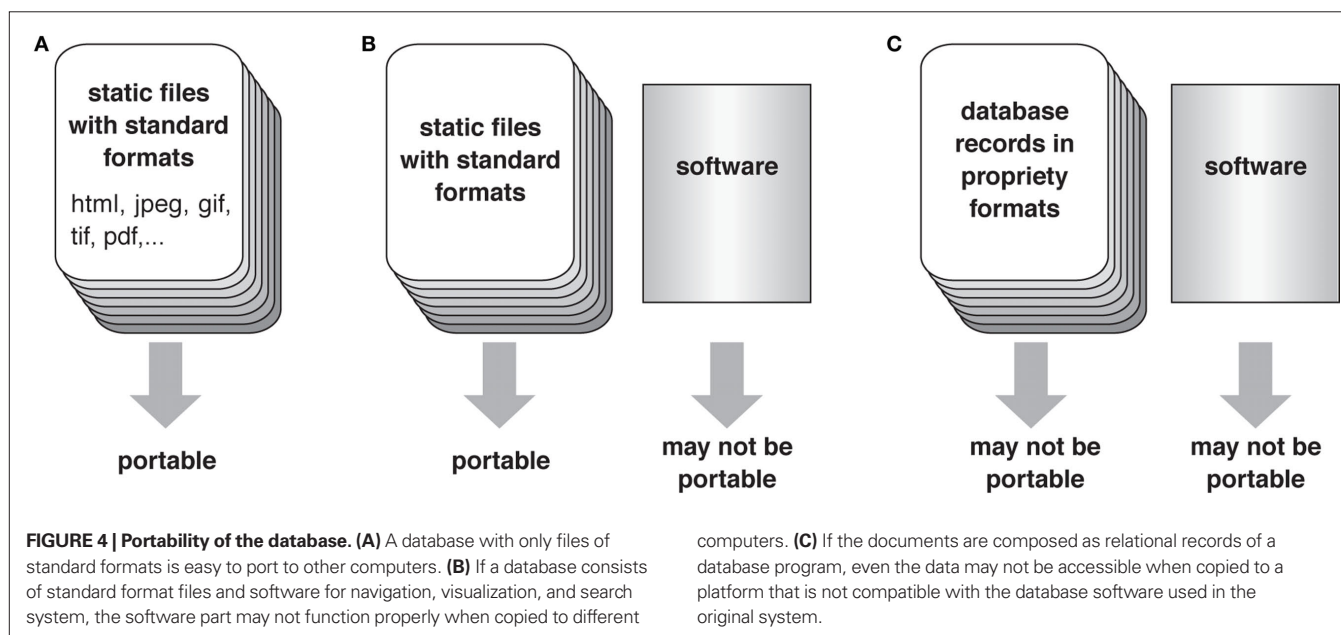 A
static files
with standard
formats
html, jpeg, gif,
tif, pdf,...
portable
B
static files
with standard
formats
portable
software
may not be
portable
C
database
records in
propriety
formats
may not be
portable
software
may not be
portable
FIGURE 4 | Portability of the database. (A) A database with only files of
standard formats is easy to port to other computers. (B) If a database consists
of standard format files and software for navigation, visualization, and search
system, the software part may not function properly when copied to different
computers. (C) If the documents are composed as relational records of a
database program, even the data may not be accessible when copied to a
platform that is not compatible with the database software used in the
original system.